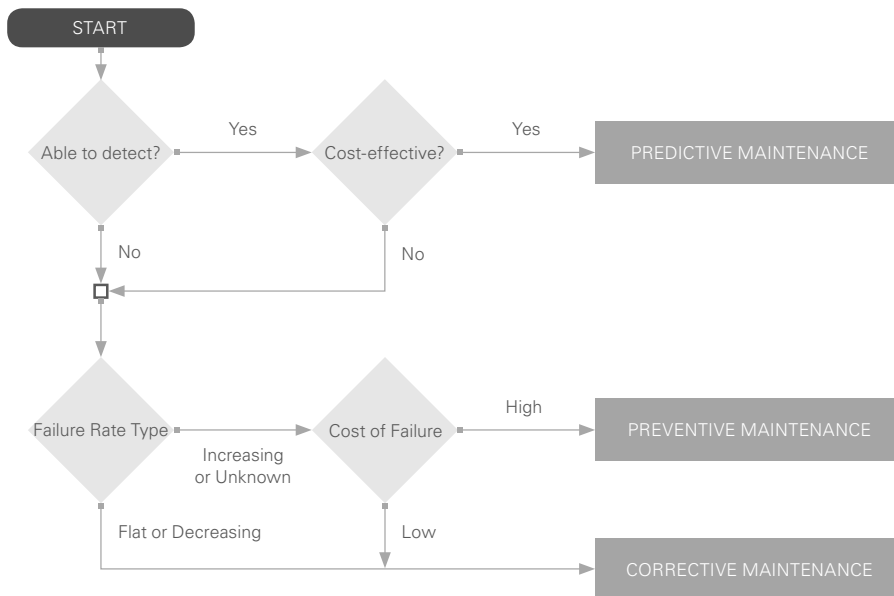 START
Able to detect?
Yes
Cost-effective?
Yes
PREDICTIVE MAINTENANCE
No
No
Failure Rate Type
Increasing
or Unknown
Cost of Failure
High
PREVENTIVE MAINTENANCE
Flat or Decreasing
Low
CORRECTIVE MAINTENANCE